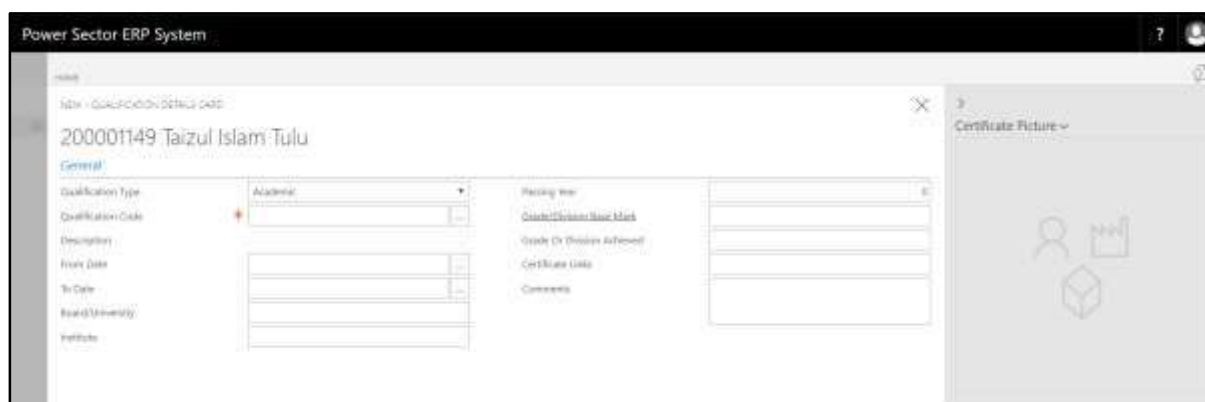 Power Sector ERP System
?
HOME
NEW - QUALIFICATION DETAILS CARD
200001149 Taizul Islam Tulu
General
Qualification Type
Academic
Qualification Code
*
...
Description
From Date
...
To Date
...
Board/University
Institute
Passing Year
0
Grade/Division Base Mark
Grade Or Division Achieved
Certificate Links
Comments
Certificate Picture